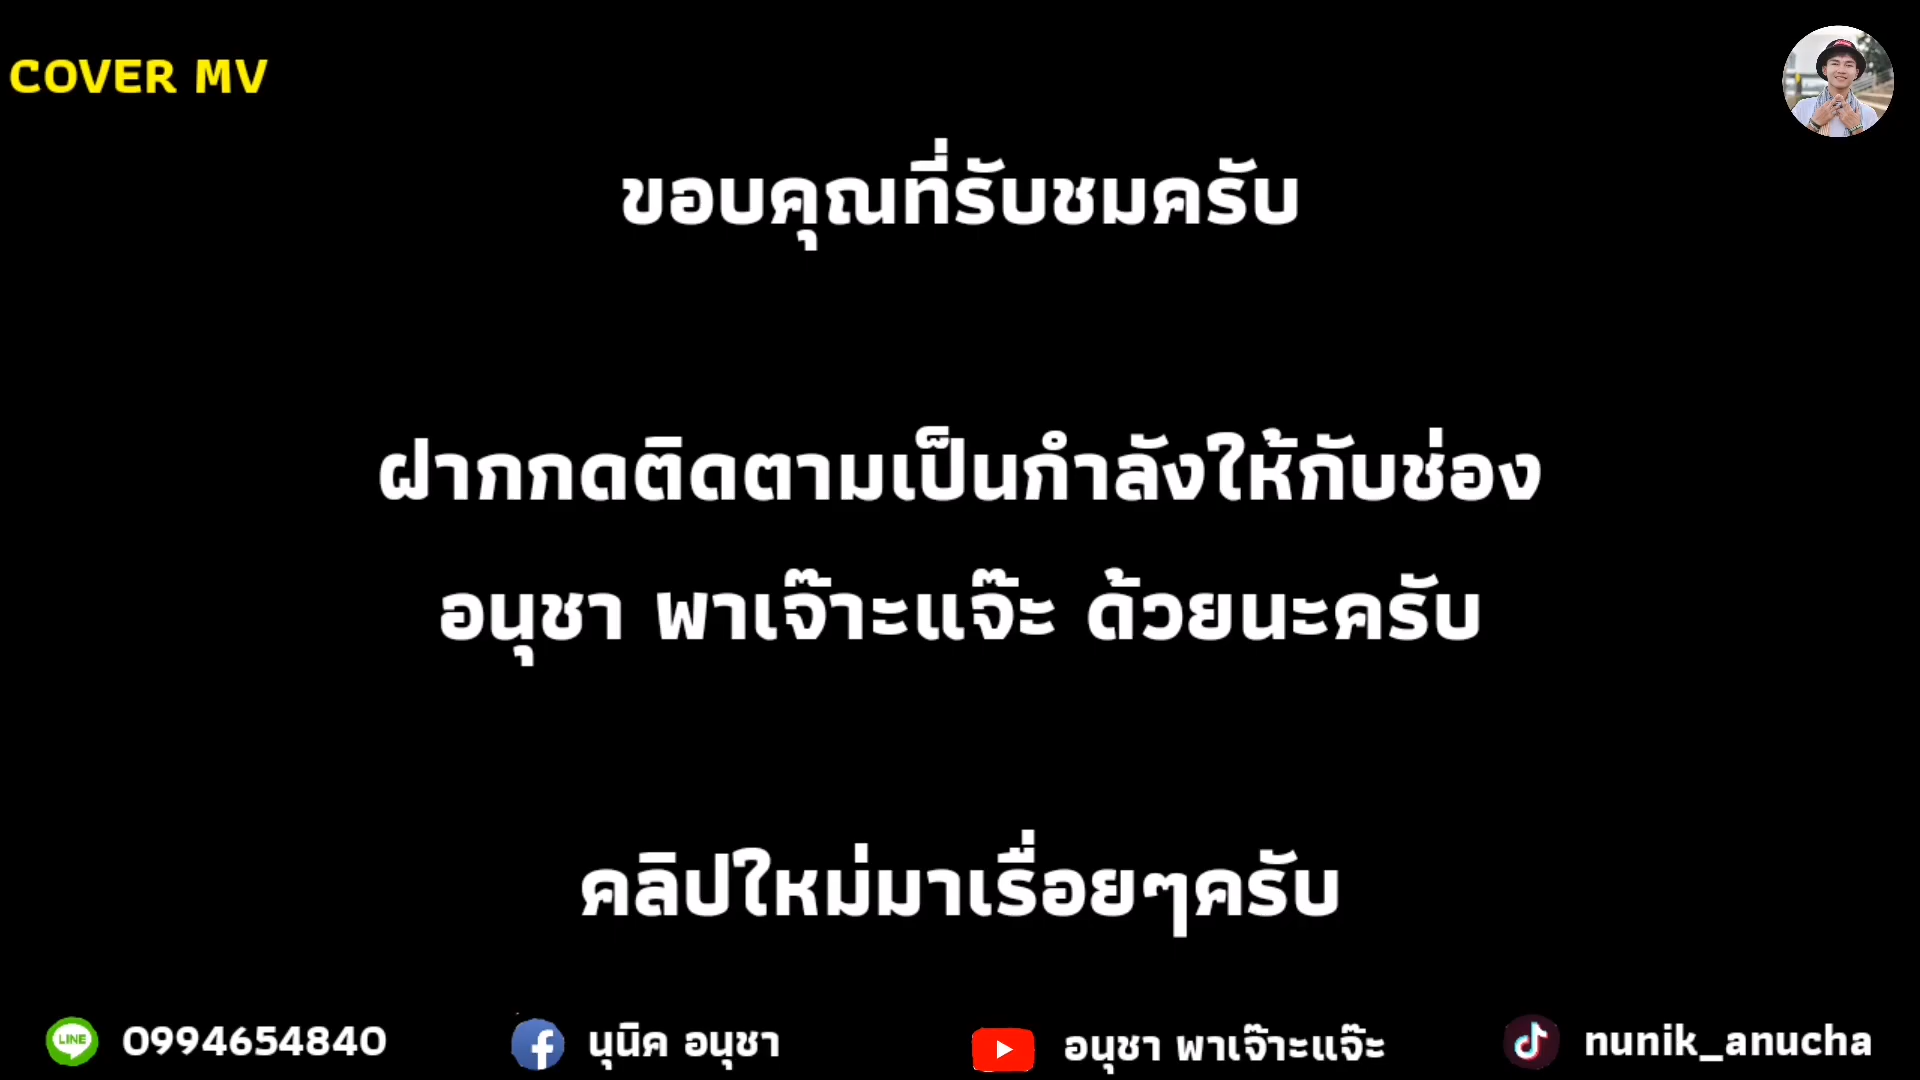 COVER MV
ขอบคุณที่รับชมครับ
ฝากกดติดตามเป็นกำลังให้กับช่อง
อนุชา พาเจ๊าะแจ๊ะ ด้วยนะครับ
คลิปใหม่มาเรื่อยๆครับ
LINE 0994654840
นุนิค อนุชา
อนุชา พาเจ๊าะแจ๊ะ
nunik_anucha